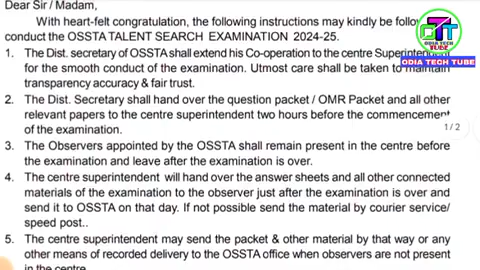 Dear Sir / Madam,
With heart-felt congratulation, the following instructions may kindly be follo
conduct the OSSTA TALENT SEARCH EXAMINATION 2024-25.
1. The Dist. secretary of OSSTA shall extend his Co-operation to the centre Superintendent
for the smooth conduct of the examination. Utmost care shall be taken to maintain
transparency accuracy & fair trust.
2. The Dist. Secretary shall hand over the question packet / OMR Packet and all other
relevant papers to the centre superintendent two hours before the commencement
of the examination.
3. The Observers appointed by the OSSTA shall remain present in the centre before
the examination and leave after the examination is over.
4. The centre superintendent will hand over the answer sheets and all other connected
materials of the examination to the observer just after the examination is over and
send it to OSSTA on that day. If not possible send the material by courier service/
speed post..
5. The centre superintendent may send the packet & other material by that way or any
other means of recorded delivery to the OSSTA office when observers are not present
in the centre.
ODIA TECH
TUBE
ODIA TECH TUBE
1 / 2